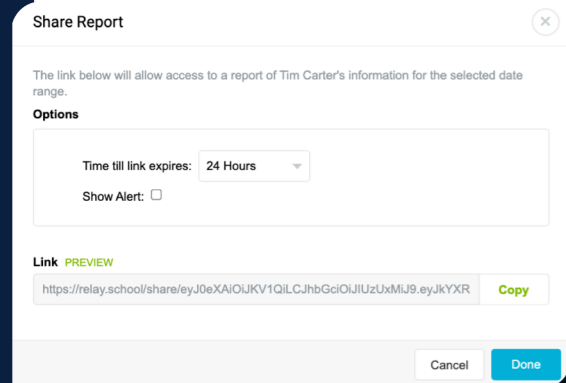 Share Report
The link below will allow access to a report of Tim Carter's information for the selected date
range.
Options
Time till link expires: 24 Hours
Show Alert:
Link PREVIEW
https://relay.school/share/eyJ0eXAiOiJKV1QiLCJhbGciOiJIUzUxMiJ9.eyJkYXR Copy
Cancel Done